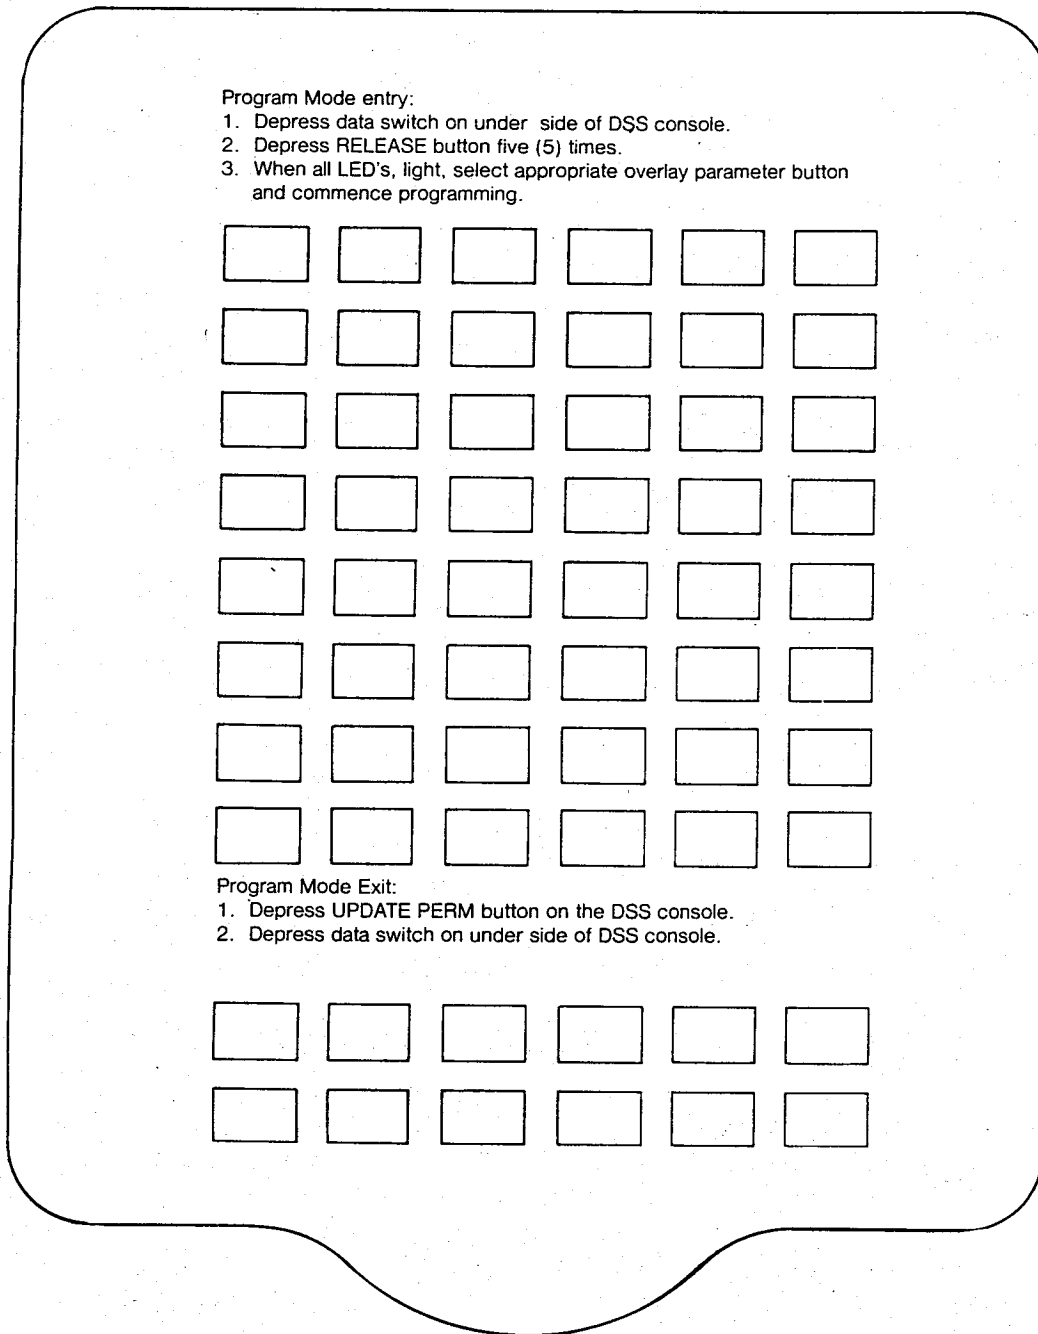 Program Mode entry:
1. Depress data switch on under side of DSS console.
2. Depress RELEASE button five (5) times.
3. When all LED's, light, select appropriate overlay parameter button
and commence programming.
Program Mode Exit:
1. Depress UPDATE PERM button on the DSS console.
2. Depress data switch on under side of DSS console.